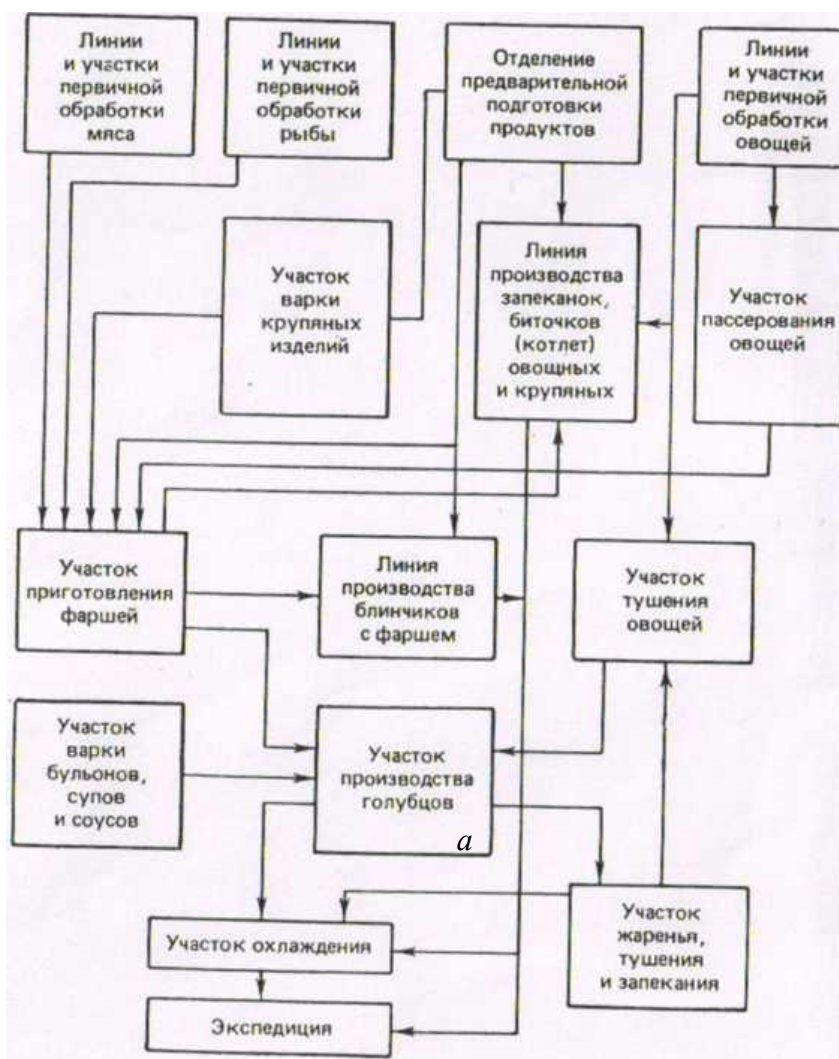 Линии
и участки
первичной
обработки
мяса
Линии
и участки
первичной
обработки
рыбы
Отделение
предварительной
подготовки
продуктов
Линии
и участки
первичной
обработки
овощей
Участок
варки
крупяных
изделий
Линия
производства
запеканок,
биточков
(котлет)
овощных
и крупяных
Участок
пассерования
овощей
Участок
приготовления
фаршей
Линия
производства
блинчиков
с фаршем
Участок
тушения
овощей
Участок
варки
бульонов,
супов
и соусов
Участок
производства
голубцов
а
Участок охлаждения
Участок
жаренья,
тушения
и запекания
Экспедиция